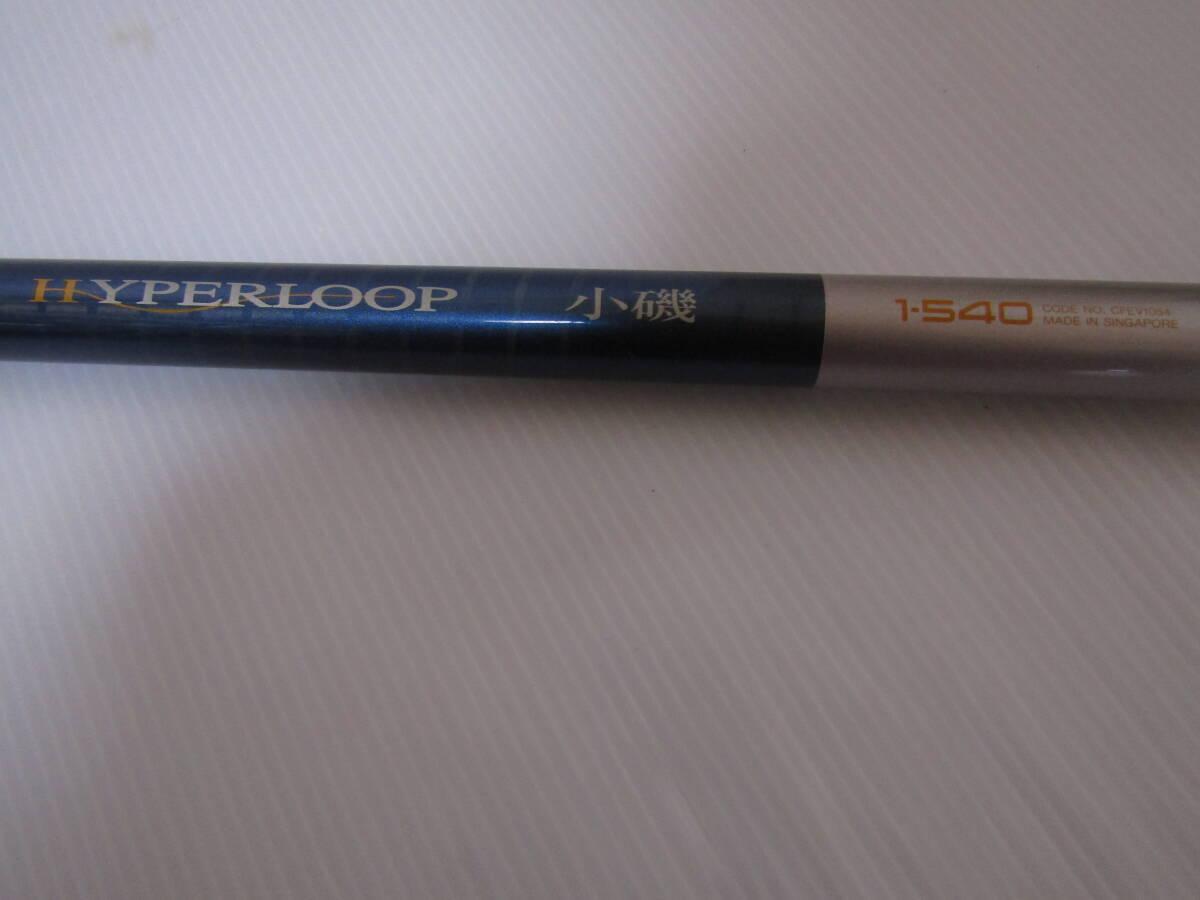 HYPERLOOP 小磯 1-540
CODE NO. CFEV1054
MADE IN SINGAPORE